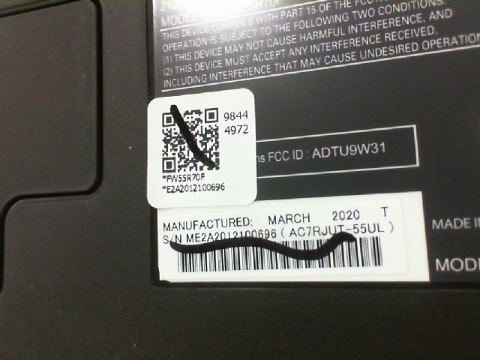 THIS DEVICE COMPLIES WITH PART 15 OF THE FCC
OPERATION IS SUBJECT TO THE FOLLOWING TWO CONDITIONS.
(1) THIS DEVICE MAY NOT CAUSE HARMFUL INTERFERENCE,
(2) THIS DEVICE MUST ACCEPT ANY INTERFERENCE RECEIVED,
INCLUDING INTERFERENCE THAT MAY CAUSE UNDESIRED OPERATION
9844
4972
*FW55R70F
*E2A2012100696
ns FCC ID : ADTU9W31
MANUFACTURED: MARCH 2020 T
S/N ME2A2012100696 ( AC7RJUT-55UL )
MADE IN
MOD